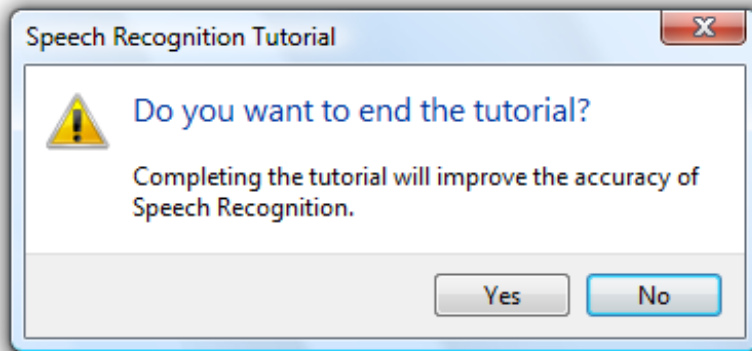 Speech Recognition Tutorial
Do you want to end the tutorial?
Completing the tutorial will improve the accuracy of
Speech Recognition.
Yes No